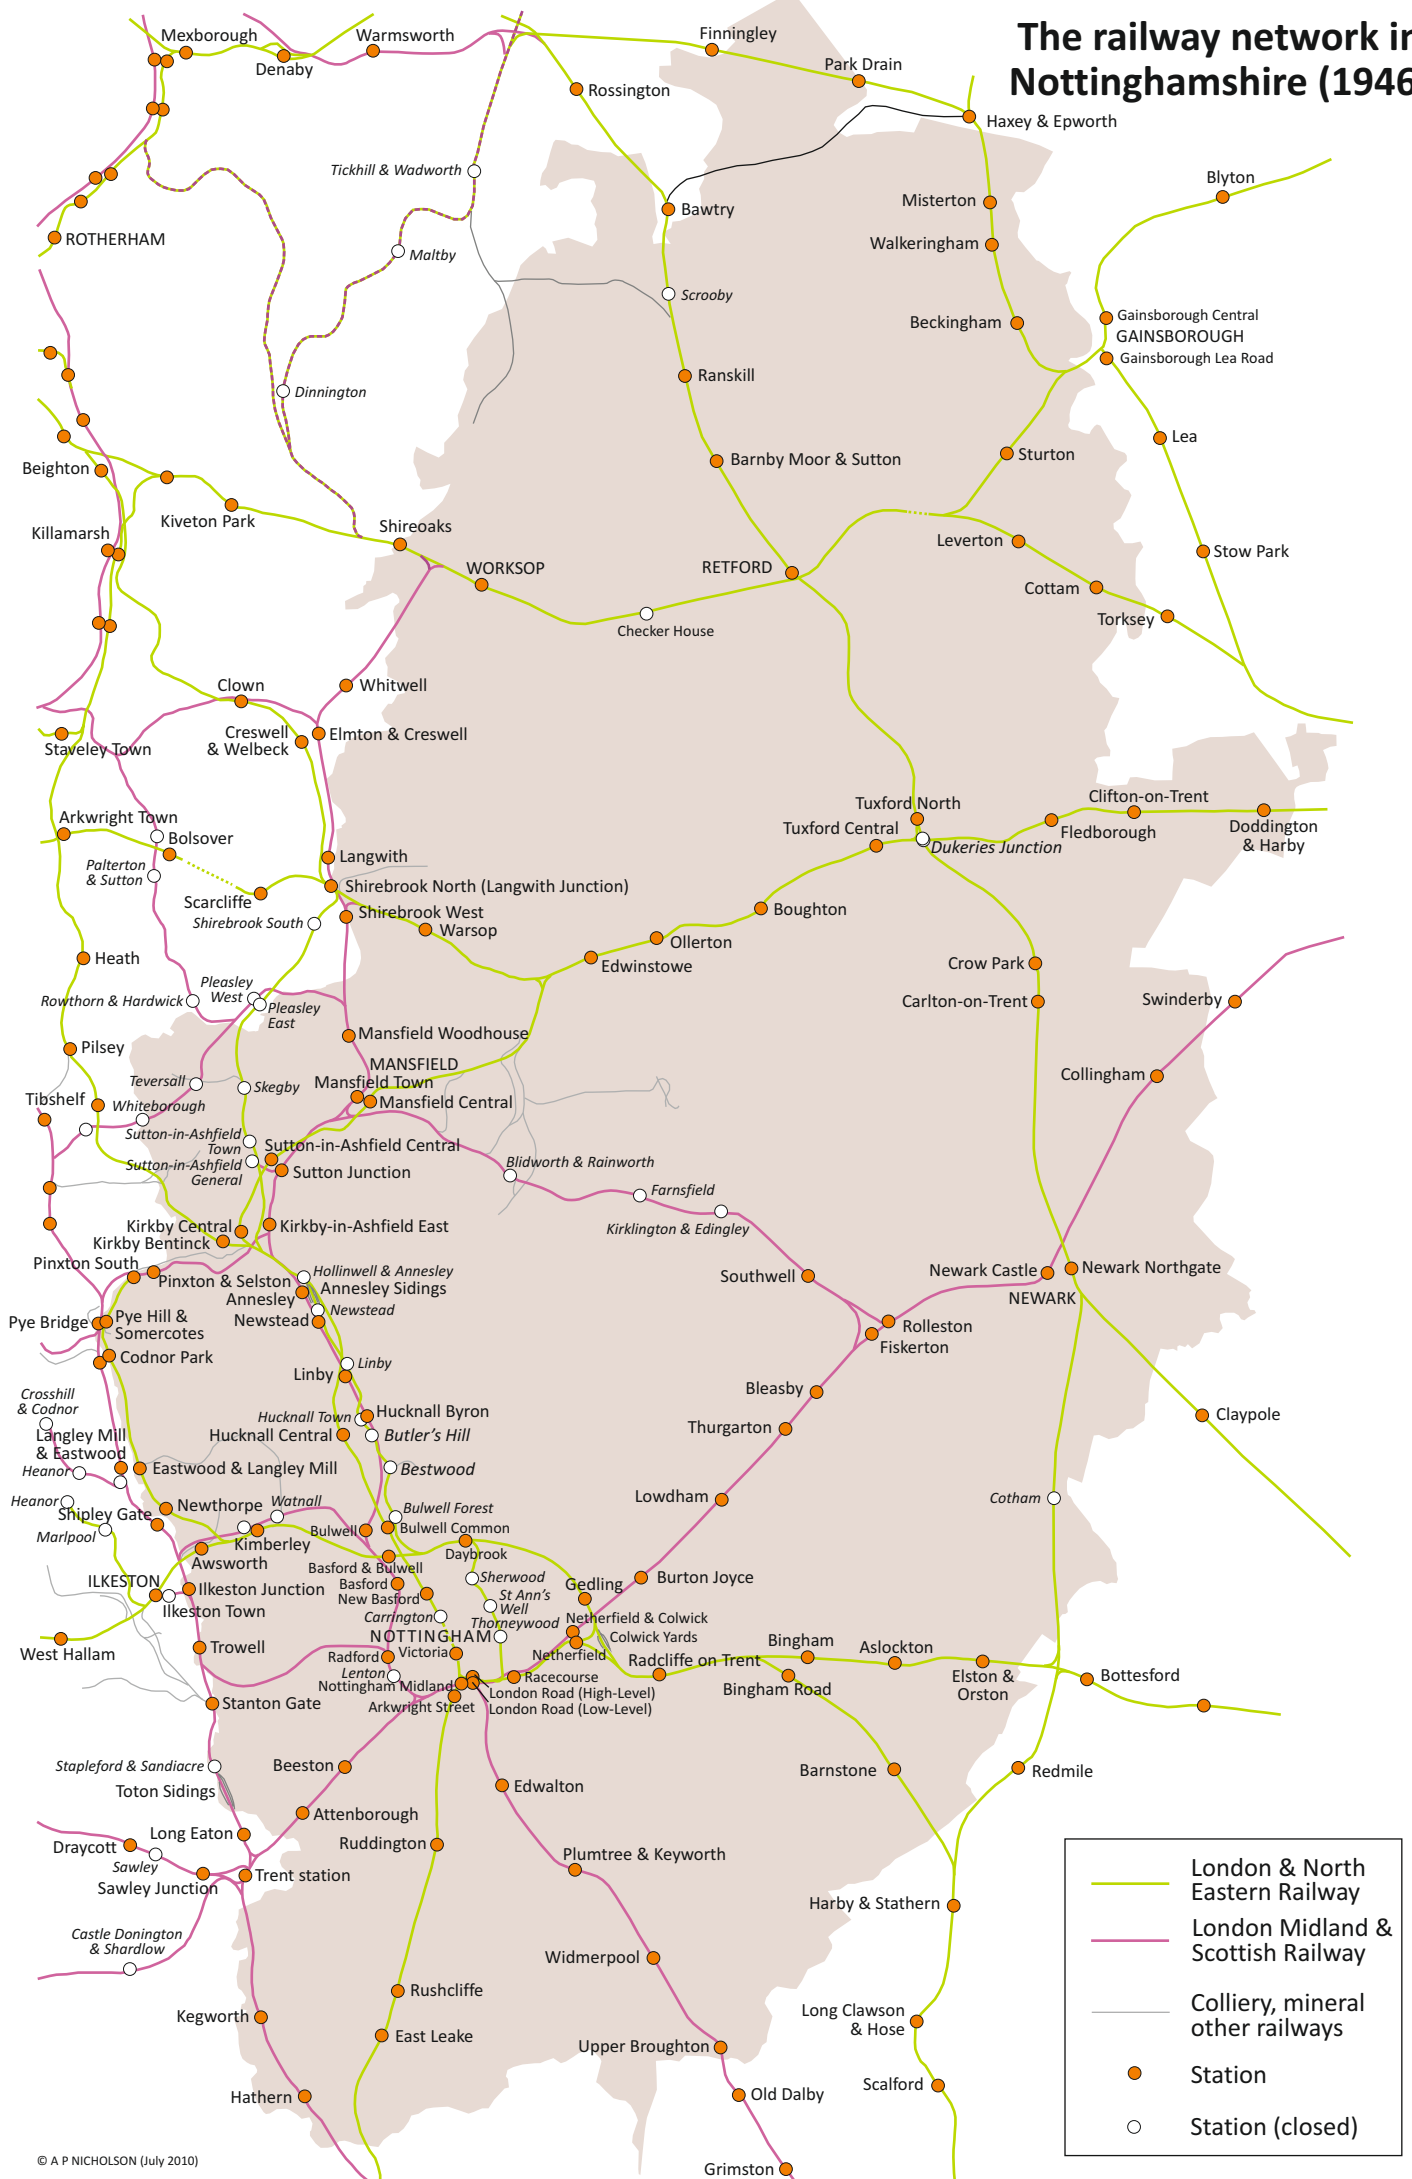 The railway network in
Nottinghamshire (1946
Mexborough
Denaby
Warmsworth
Finningley
Park Drain
Rossington
Haxey & Epworth
Tickhill & Wadworth
Blyton
Misterton
Bawtry
ROTHERHAM
Walkeringham
Maltby
Scrooby
Beckingham
Gainsborough Central
GAINSBOROUGH
Gainsborough Lea Road
Ranskill
Dinnington
Lea
Sturton
Barnby Moor & Sutton
Beighton
Kiveton Park
Shireoaks
Killamarsh
Leverton
Stow Park
WORKSOP
RETFORD
Cottam
Torksey
Checker House
Clown
Whitwell
Creswell
& Welbeck
Elmton & Creswell
Staveley Town
Clifton-on-Trent
Tuxford North
Arkwright Town
Tuxford Central
Fledborough
Doddington
& Harby
Bolsover
Dukeries Junction
Langwith
Palterton
& Sutton
Shirebrook North (Langwith Junction)
Scarcliffe
Boughton
Shirebrook West
Shirebrook South
Warsop
Ollerton
Heath
Edwinstowe
Crow Park
Pleasley
West
Rowthorn & Hardwick
Carlton-on-Trent
Swinderby
Pleasley
East
Mansfield Woodhouse
Pilsey
MANSFIELD
Collingham
Teversall
Skegby
Mansfield Town
Tibshelf
Whiteborough
Mansfield Central
Sutton-in-Ashfield
Town
Sutton-in-Ashfield Central
Sutton-in-Ashfield
General
Sutton Junction
Blidworth & Rainworth
Farnsfield
Kirkby Central
Kirkby-in-Ashfield East
Kirklington & Edingley
Kirkby Bentinck
Pinxton South
Hollinwell & Annesley
Pinxton & Selston
Annesley Sidings
Annesley
Southwell
Newark Castle
Newark Northgate
NEWARK
Newstead
Pye Bridge
Pye Hill &
Somercotes
Newstead
Rolleston
Fiskerton
Codnor Park
Linby
Linby
Bleasby
Crosshill
& Codnor
Hucknall Town
Hucknall Byron
Claypole
Thurgarton
Langley Mill
& Eastwood
Hucknall Central
Butler's Hill
Heanor
Eastwood & Langley Mill
Bestwood
Heanor
Newthorpe
Watnall
Lowdham
Cotham
Shipley Gate
Bulwell Forest
Marlpool
Bulwell
Bulwell Common
Kimberley
Daybrook
Awsworth
Basford & Bulwell
ILKESTON
Ilkeston Junction
Basford
Sherwood
Gedling
Burton Joyce
New Basford
St Ann's
Well
Ilkeston Town
Carrington
Thorneywood
Netherfield & Colwick
NOTTINGHAM
Colwick Yards
West Hallam
Trowell
Radford
Victoria
Netherfield
Bingham
Aslockton
Radcliffe on Trent
Lenton
Racecourse
Nottingham Midland
London Road (High-Level)
Bingham Road
Elston &
Orston
Bottesford
Stanton Gate
Arkwright Street
London Road (Low-Level)
Stapleford & Sandiacre
Beeston
Barnstone
Redmile
Toton Sidings
Edwalton
Attenborough
Long Eaton
Ruddington
Draycott
Plumtree & Keyworth
Sawley
Trent station
Sawley Junction
Harby & Stathern
Castle Donington
& Shardlow
Widmerpool
Rushcliffe
Kegworth
Long Clawson
& Hose
East Leake
Upper Broughton
Scalford
Hathern
Old Dalby
Grimston
London & North
Eastern Railway
London Midland &
Scottish Railway
Colliery, mineral
other railways
Station
Station (closed)
© A P NICHOLSON (July 2010)